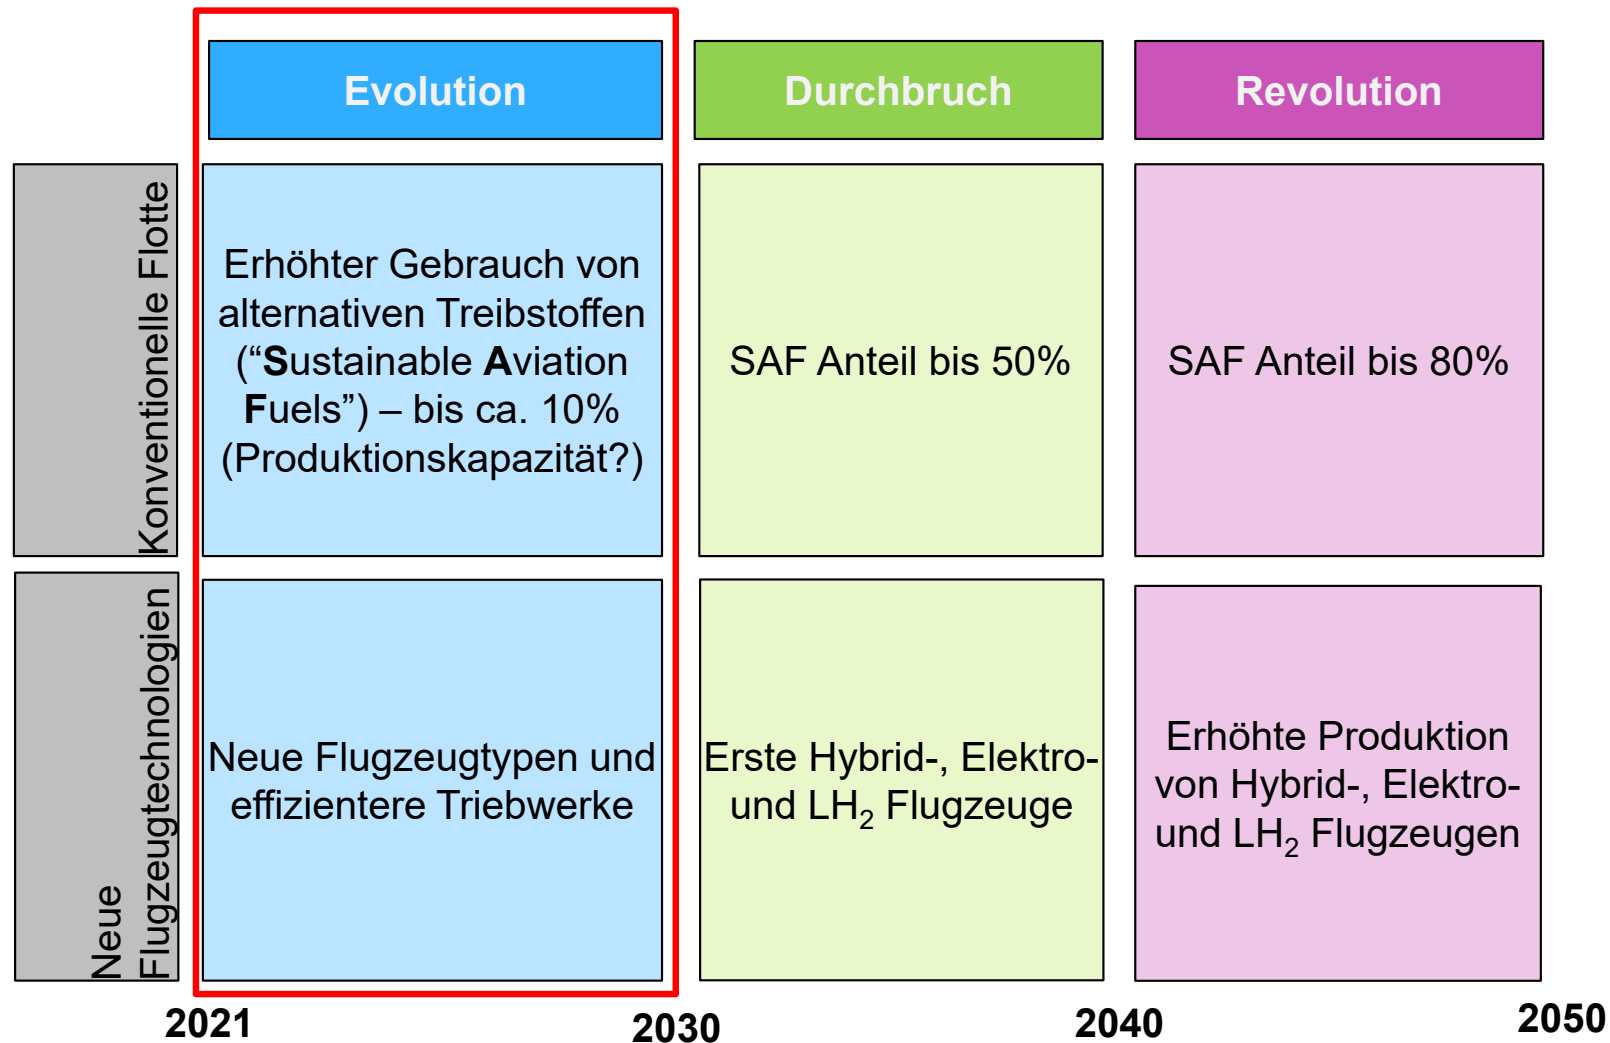 Evolution
Durchbruch
Revolution
Konventionelle Flotte
Erhöhter Gebrauch von
alternativen Treibstoffen
(“Sustainable Aviation
Fuels”) – bis ca. 10%
(Produktionskapazität?)
SAF Anteil bis 50%
SAF Anteil bis 80%
Neue
Flugzeugtechnologien
Neue Flugzeugtypen und
effizientere Triebwerke
Erste Hybrid-, Elektro-
und LH₂ Flugzeuge
Erhöhte Produktion
von Hybrid-, Elektro-
und LH₂ Flugzeugen
2021
2030
2040
2050